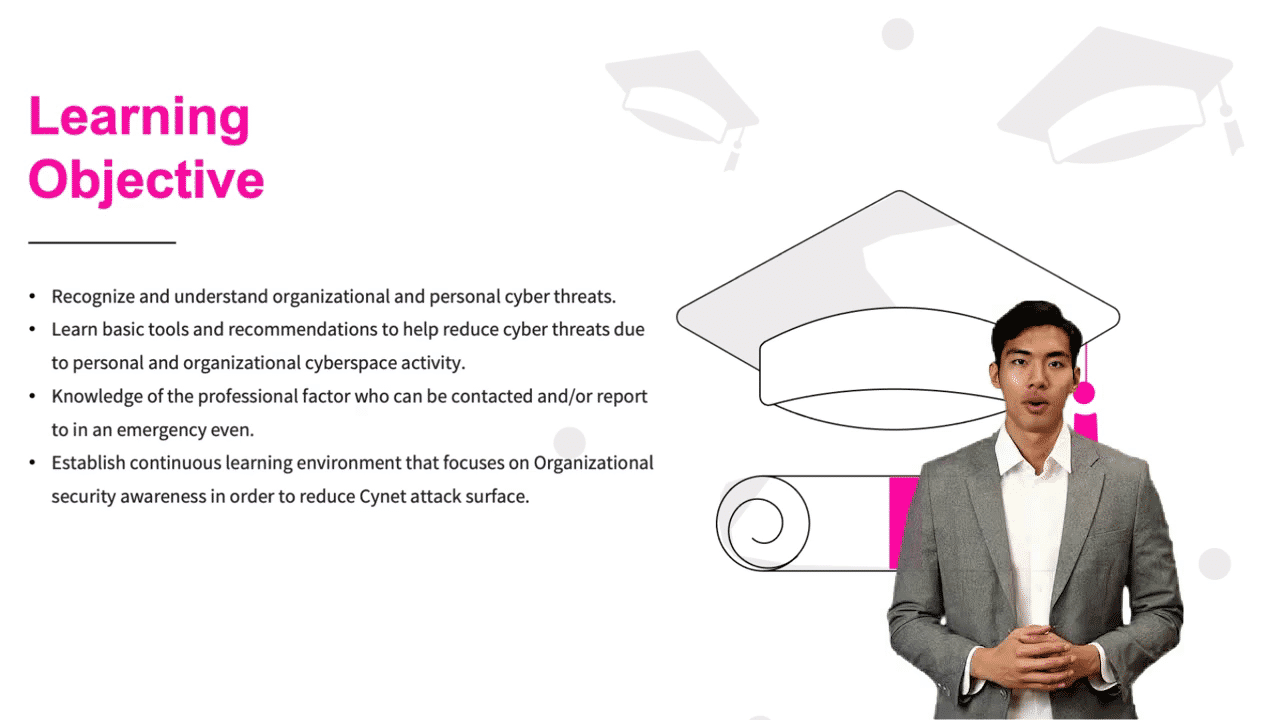 Learning
Objective
• Recognize and understand organizational and personal cyber threats.
• Learn basic tools and recommendations to help reduce cyber threats due
to personal and organizational cyberspace activity.
• Knowledge of the professional factor who can be contacted and/or report
to in an emergency even.
• Establish continuous learning environment that focuses on Organizational
security awareness in order to reduce Cynet attack surface.